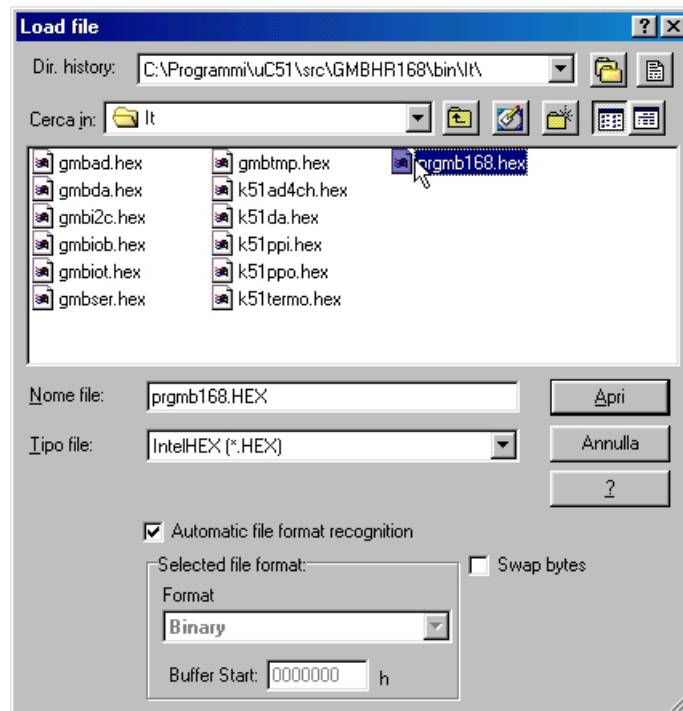 Load file
Dir. history: C:\Programmi\uC51\src\GMBHR168\bin\It\
Cerca in: It
gmbad.hex gmbtmp.hex prgmb168.hex
gmbda.hex k51ad4ch.hex
gmbi2c.hex k51da.hex
gmbiob.hex k51ppi.hex
gmbiot.hex k51ppo.hex
gmbser.hex k51termo.hex
Nome file: prgmb168.HEX Apri
Tipo file: IntelHEX (*.HEX) Annulla
?
Automatic file format recognition
Selected file format: Swap bytes
Format
Binary
Buffer Start: 0000000 h